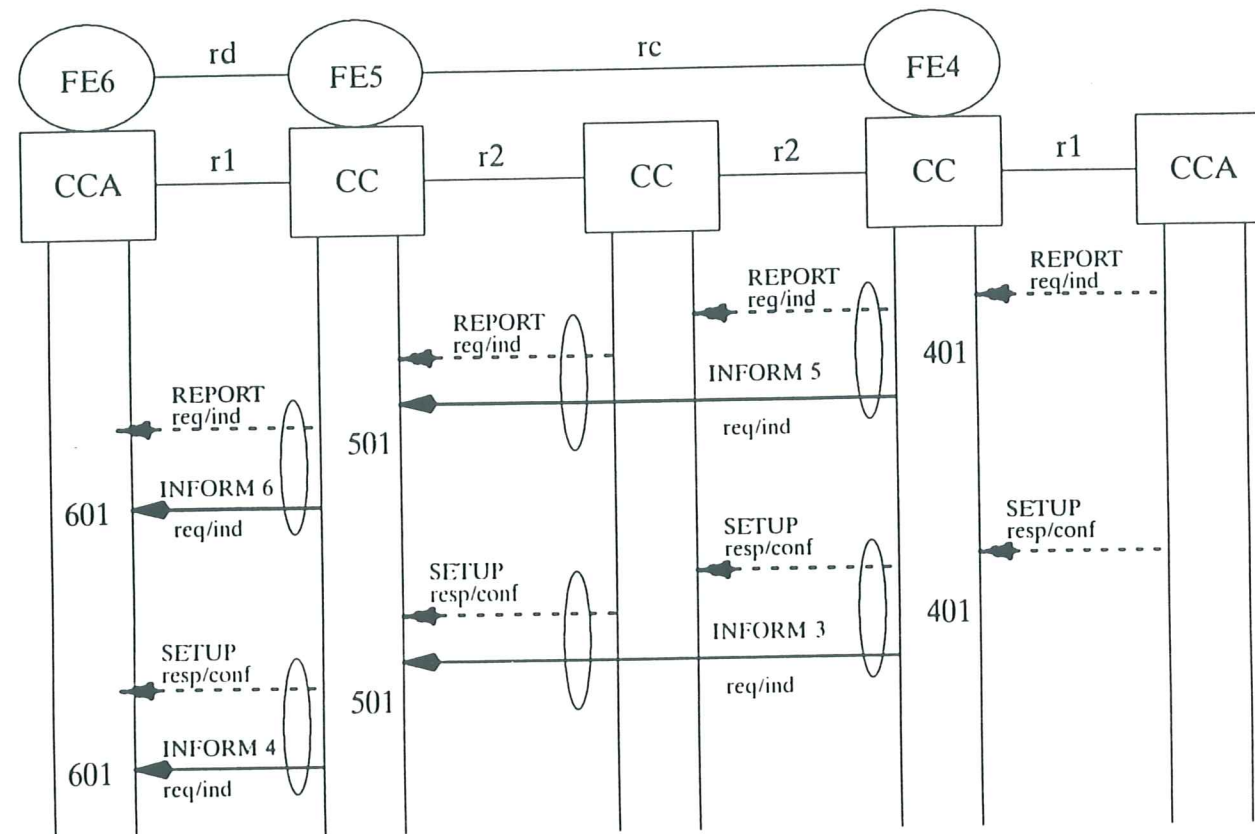 rd
rc
FE6
FE5
FE4
r1
r2
r2
r1
CCA
CC
CC
CC
CCA
REPORT
req/ind
REPORT
req/ind
REPORT
req/ind
401
INFORM 5
req/ind
REPORT
req/ind
501
INFORM 6
req/ind
601
SETUP
resp/conf
SETUP
resp/conf
SETUP
resp/conf
401
INFORM 3
req/ind
SETUP
resp/conf
501
INFORM 4
req/ind
601